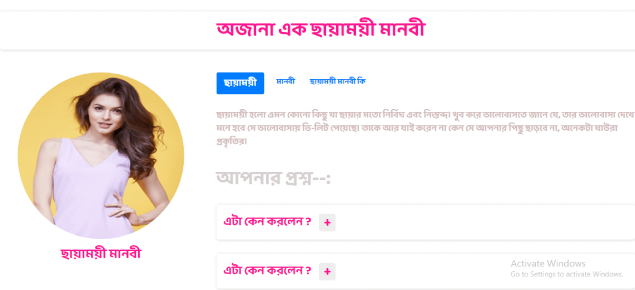 অজানা এক ছায়াময়ী মানবী
ছায়াময়ী মানবী ছায়াময়ী মানবী কি
ছায়াময়ী হলো এমন কোনো কিছু যা ছায়ার মতো নির্বিঘ্ন এবং নিস্তব্ধ। খুব করে ভালোবাসতে জানে যে, তার ভালোবাসা দেখে
মনে হবে সে ভালোবাসায় ডি-লিট পেয়েছে। তাকে আর যাই করেন না কেন সে আপনার পিছু ছাড়বে না, অনেকটা ঘাউরা
প্রকৃতির।
ছায়াময়ী মানবী
আপনার প্রশ্ন--:
এটা কেন করলেন ? +
এটা কেন করলেন ? +
Activate Windows
Go to Settings to activate Windows.